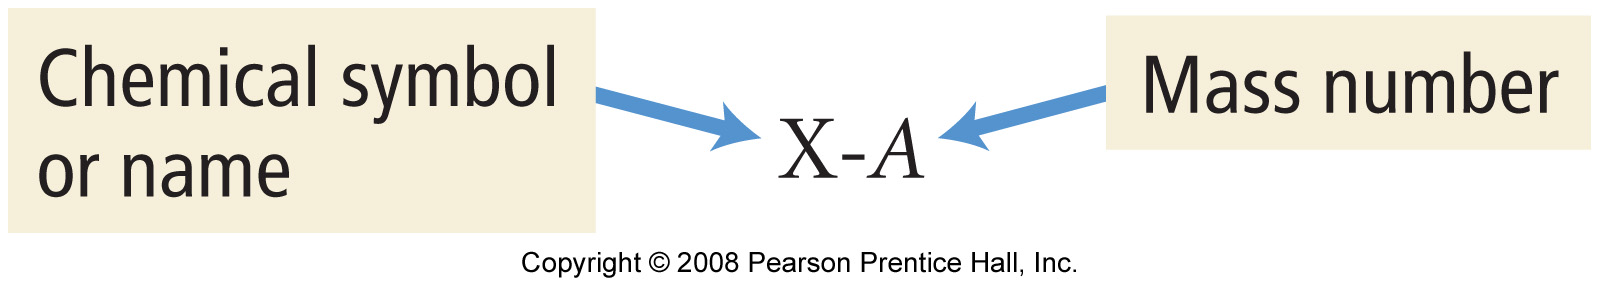 Chemical symbol
or name
X-A
Mass number
Copyright © 2008 Pearson Prentice Hall, Inc.